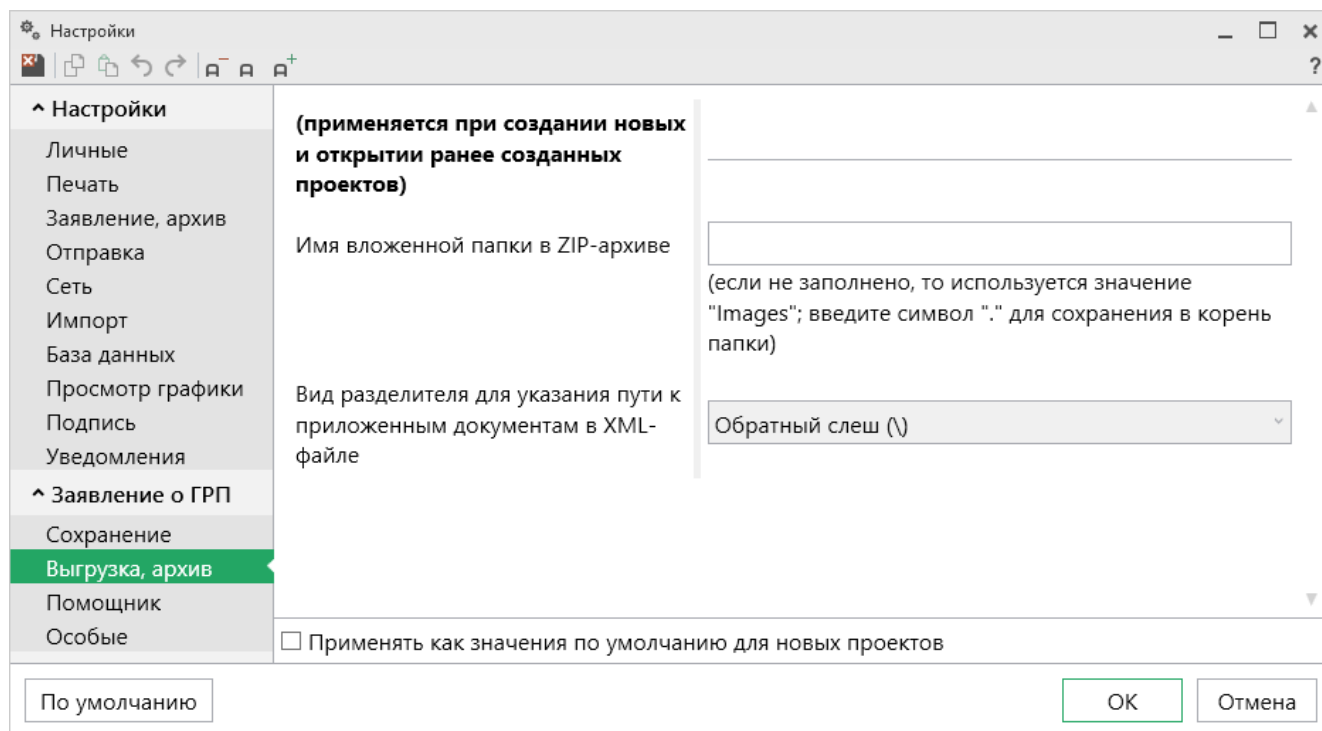 Настройки
?
Настройки
Личные
Печать
Заявление, архив
Отправка
Сеть
Импорт
База данных
Просмотр графики
Подпись
Уведомления
Заявление о ГРП
Сохранение
Выгрузка, архив
Помощник
Особые
(применяется при создании новых
и открытии ранее созданных
проектов)
Имя вложенной папки в ZIP-архиве
(если не заполнено, то используется значение
"Images"; введите символ "." для сохранения в корень
папки)
Вид разделителя для указания пути к
приложенным документам в XML-
файле
Обратный слеш (\)
Применять как значения по умолчанию для новых проектов
По умолчанию
ОК
Отмена